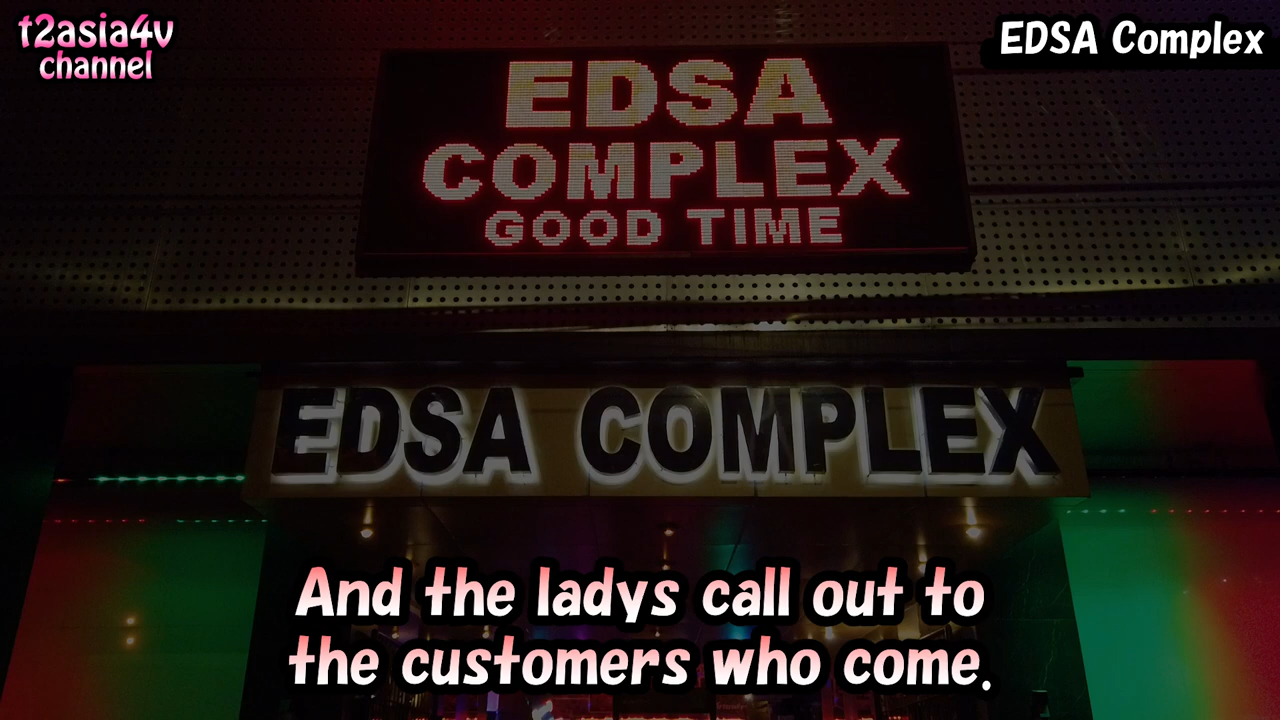 t2asia4v
channel
EDSA Complex
EDSA
COMPLEX
GOOD TIME
EDSA COMPLEX
And the ladys call out to
the customers who come.